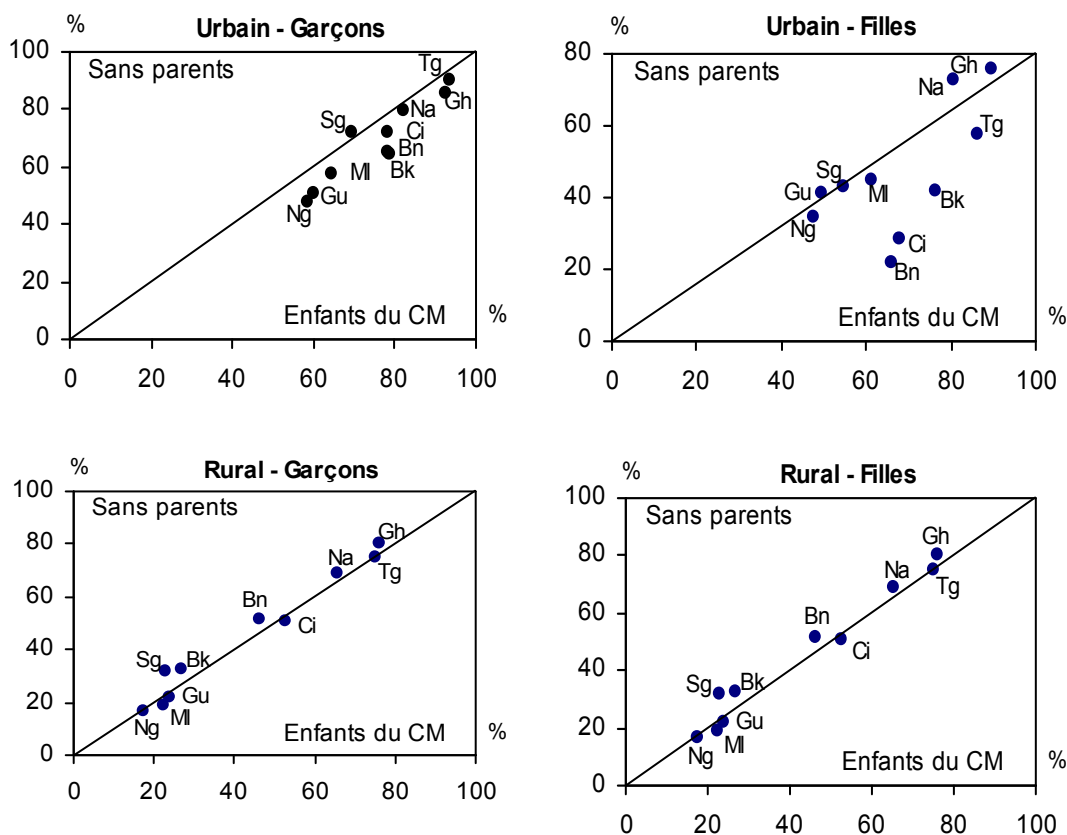 %
Urbain - Garçons
100
Sans parents
Tg
80
Gh
Na
Sg
Ci
60
Bn
Bk
Ml
Gu
40
Ng
20
Enfants du CM
%
0
0 20 40 60 80 100
%
Urbain - Filles
80
Gh
Sans parents
Na
60
Tg
40
Sg
Gu
Ml
Bk
Ng
20
Ci
Bn
Enfants du CM
%
0
0 20 40 60 80 100
%
Rural - Garçons
100
Sans parents
80
Gh
Na
Tg
60
Bn
Ci
40
Sg Bk
20
Gu
Ng
Ml
Enfants du CM
%
0
0 20 40 60 80 100
%
Rural - Filles
100
Sans parents
80
Gh
Na
Tg
60
Bn
Ci
40
Sg Bk
20
Gu
Ng
Ml
Enfants du CM
%
0
0 20 40 60 80 100